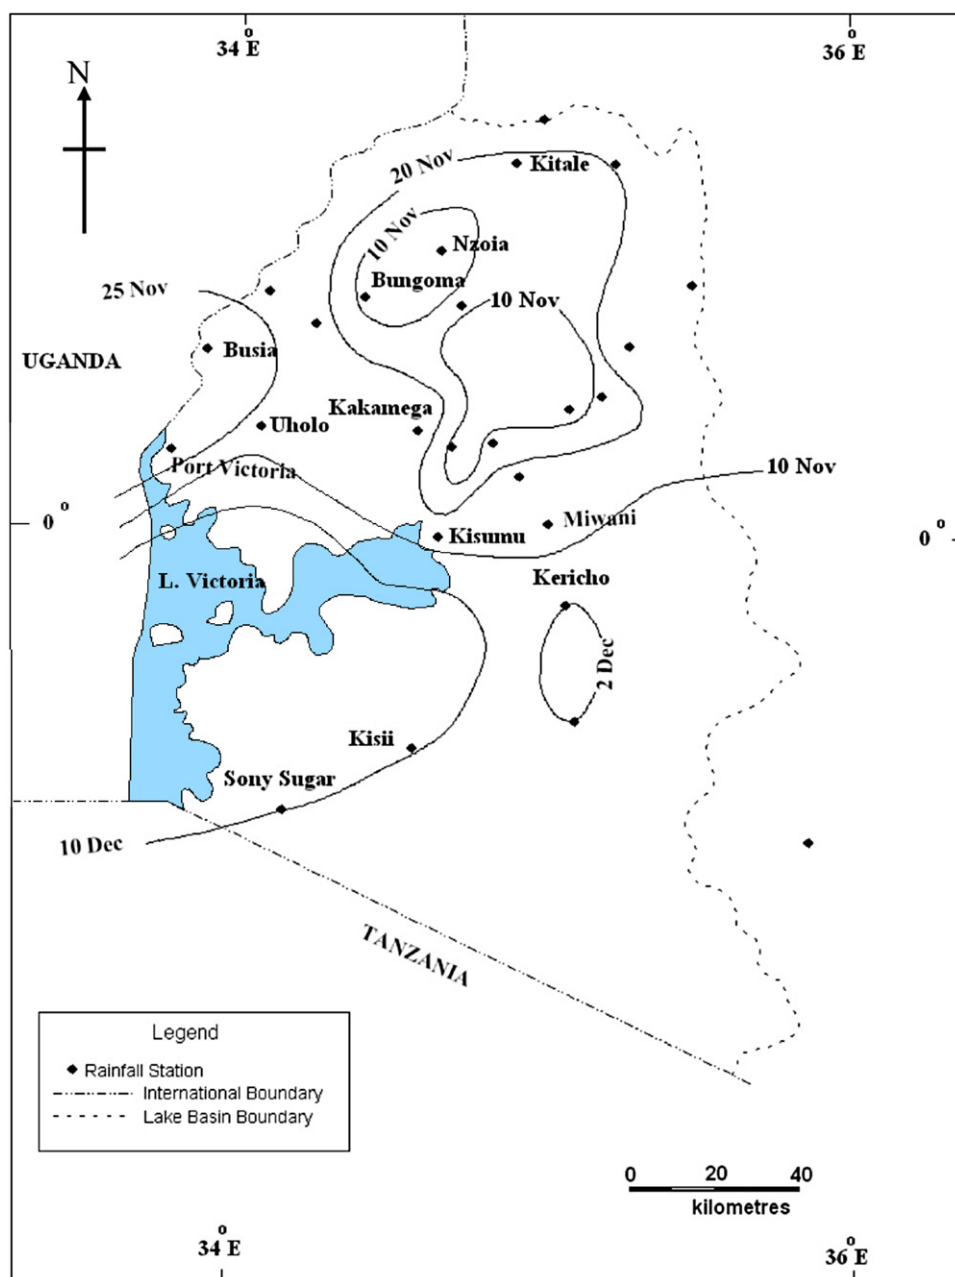 34 E
36 E
N
20 Nov
Kitale
10 Nov
Nzoia
Bungoma
25 Nov
10 Nov
UGANDA
Busia
Kakamega
Uholo
Port Victoria
10 Nov
0°
Miwani
Kisumu
0°
L. Victoria
Kericho
2 Dec
Kisii
Sony Sugar
10 Dec
TANZANIA
Legend
Rainfall Station
International Boundary
Lake Basin Boundary
0 20 40
kilometres
34 E
36 E